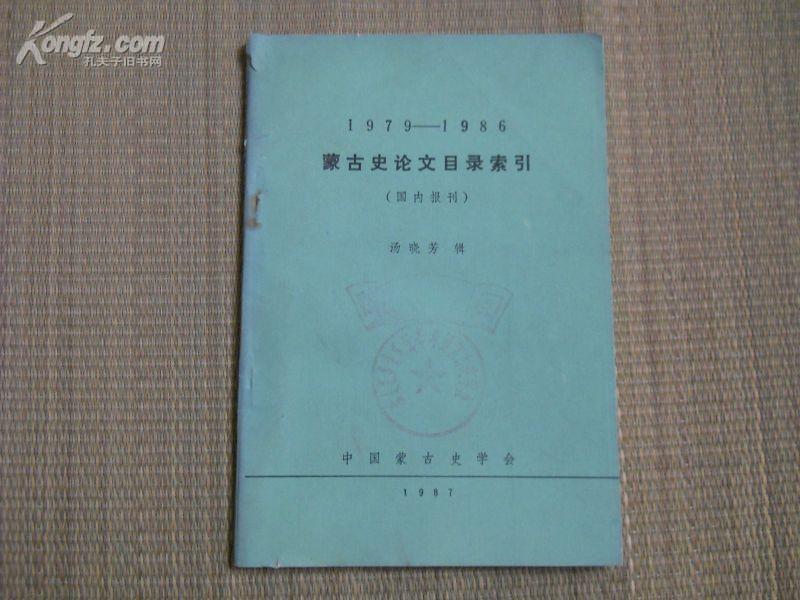 Kongfz.com
孔夫子旧书网
1979—1986
蒙古史论文目录索引
（国内报刊）
汤晓芳 辑
中国蒙古史学会
1987